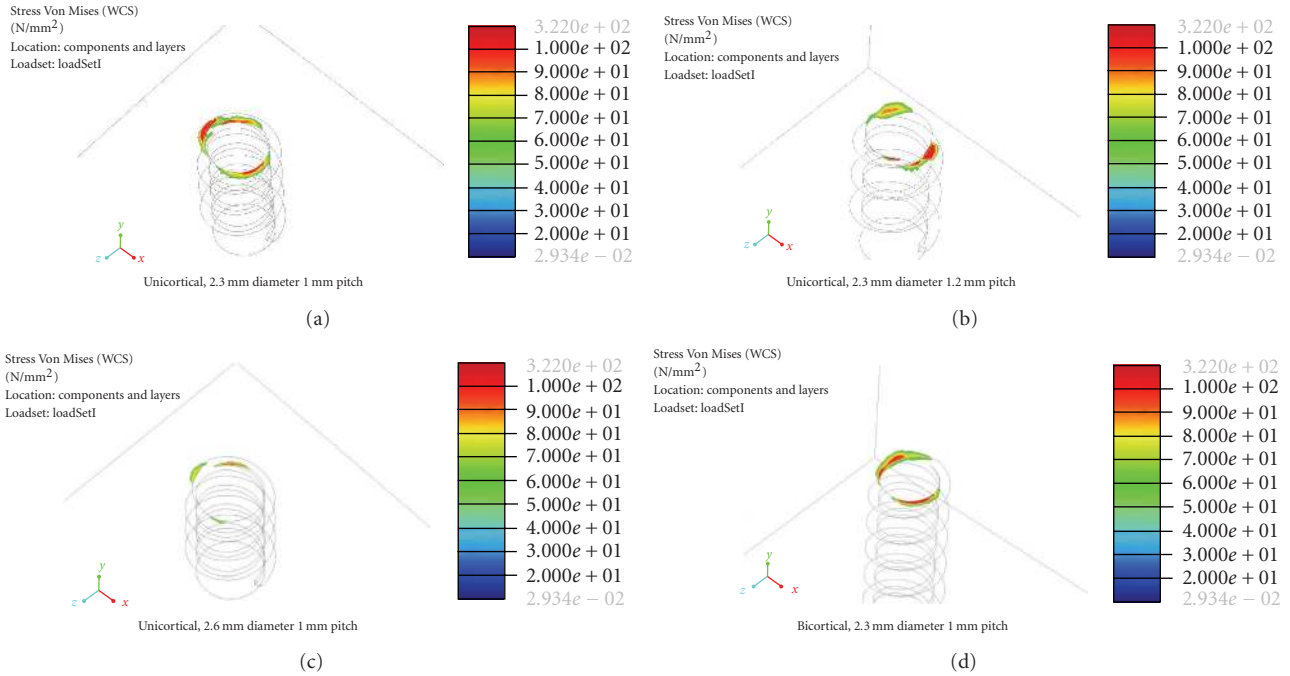 Stress Von Mises (WCS)
(N/mm²)
Location: components and layers
Loadset: loadSetI
3.220e + 02
1.000e + 02
9.000e + 01
8.000e + 01
7.000e + 01
6.000e + 01
5.000e + 01
4.000e + 01
3.000e + 01
2.000e + 01
2.934e − 02
y
z
x
Unicortical, 2.3 mm diameter 1 mm pitch
(a)
Stress Von Mises (WCS)
(N/mm²)
Location: components and layers
Loadset: loadSetI
3.220e + 02
1.000e + 02
9.000e + 01
8.000e + 01
7.000e + 01
6.000e + 01
5.000e + 01
4.000e + 01
3.000e + 01
2.000e + 01
2.934e − 02
y
z
x
Unicortical, 2.3 mm diameter 1.2 mm pitch
(b)
Stress Von Mises (WCS)
(N/mm²)
Location: components and layers
Loadset: loadSetI
3.220e + 02
1.000e + 02
9.000e + 01
8.000e + 01
7.000e + 01
6.000e + 01
5.000e + 01
4.000e + 01
3.000e + 01
2.000e + 01
2.934e − 02
y
z
x
Unicortical, 2.6 mm diameter 1 mm pitch
(c)
Stress Von Mises (WCS)
(N/mm²)
Location: components and layers
Loadset: loadSetI
3.220e + 02
1.000e + 02
9.000e + 01
8.000e + 01
7.000e + 01
6.000e + 01
5.000e + 01
4.000e + 01
3.000e + 01
2.000e + 01
2.934e − 02
y
z
x
Bicortical, 2.3 mm diameter 1 mm pitch
(d)